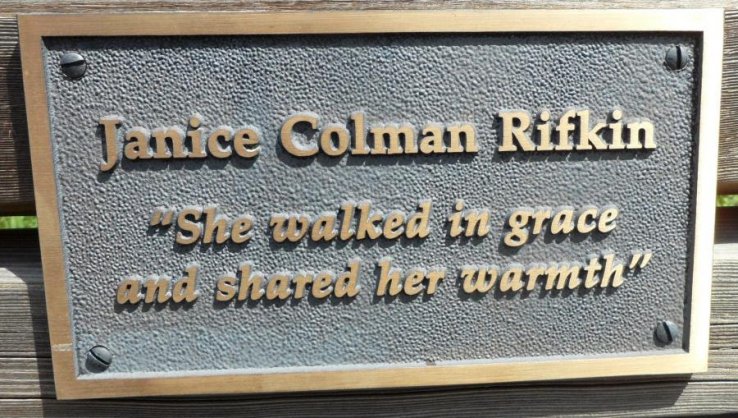 Janice Colman Rifkin
"She walked in grace
and shared her warmth"